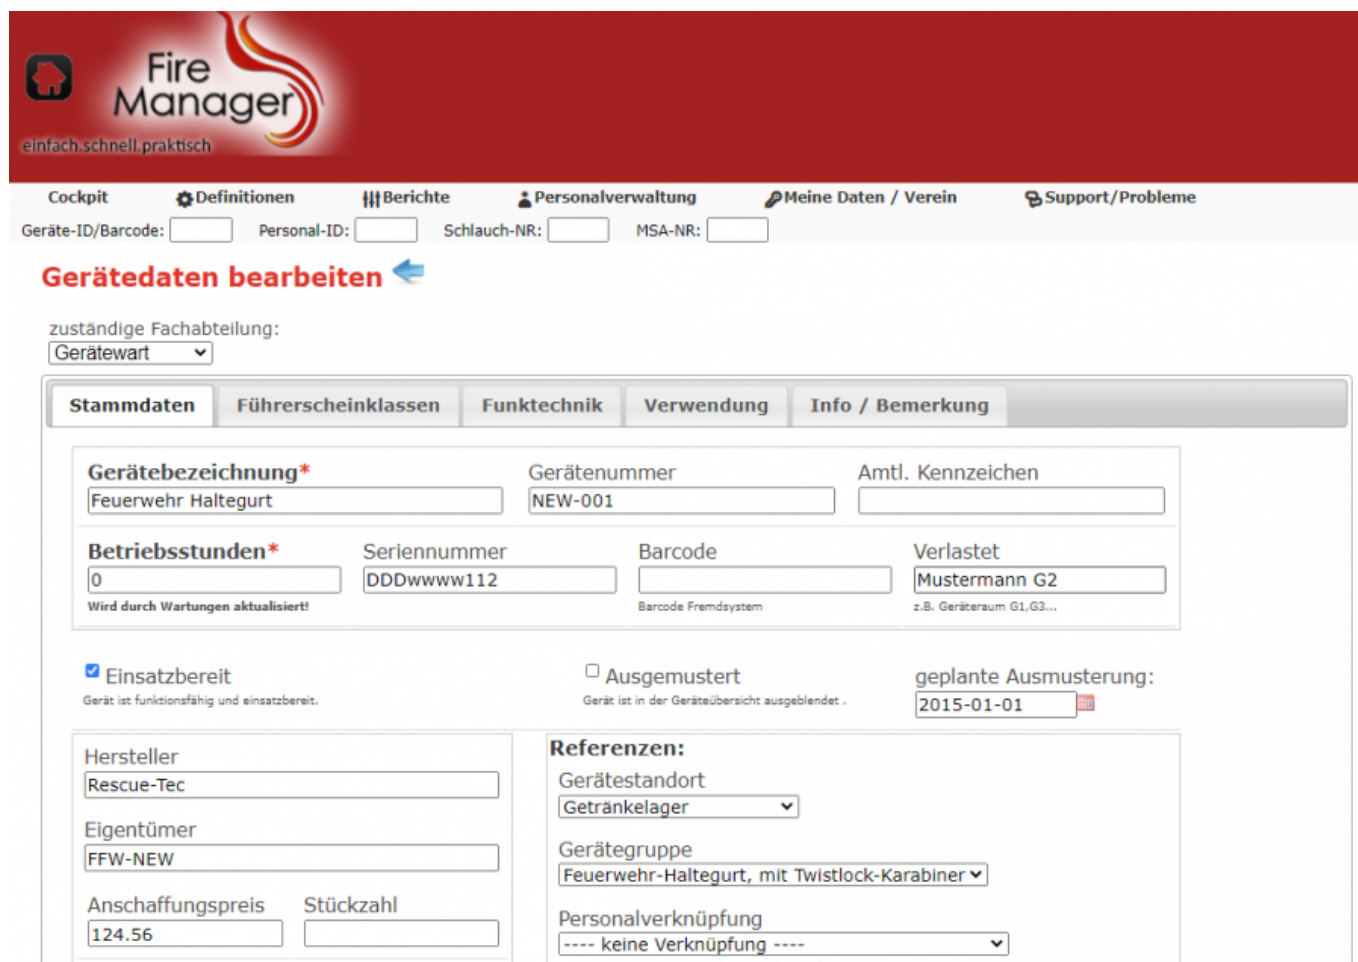 Fire
Manager
einfach.schnell.praktisch
Cockpit Definitionen Berichte Personalverwaltung Meine Daten / Verein Support/Probleme
Geräte-ID/Barcode: Personal-ID: Schlauch-NR: MSA-NR:
Gerätedaten bearbeiten
zuständige Fachabteilung:
Gerätewart
Stammdaten Führerscheinklassen Funktechnik Verwendung Info / Bemerkung
Gerätebezeichnung* Gerätenummer Amtl. Kennzeichen
Feuerwehr Haltegurt NEW-001
Betriebsstunden* Seriennummer Barcode Verlastet
0 DDDwwww112 Mustermann G2
Wird durch Wartungen aktualisiert! Barcode Fremdsystem z.B. Geräteraum G1,G3...
Einsatzbereit Ausgemustert geplante Ausmusterung:
Gerät ist funktionsfähig und einsatzbereit. Gerät ist in der Geräteübersicht ausgeblendet . 2015-01-01
Hersteller
Rescue-Tec
Eigentümer
FFW-NEW
Anschaffungspreis Stückzahl
124.56
Referenzen:
Gerätestandort
Getränkelager
Gerätegruppe
Feuerwehr-Haltegurt, mit Twistlock-Karabiner
Personalverknüpfung
---- keine Verknüpfung ----